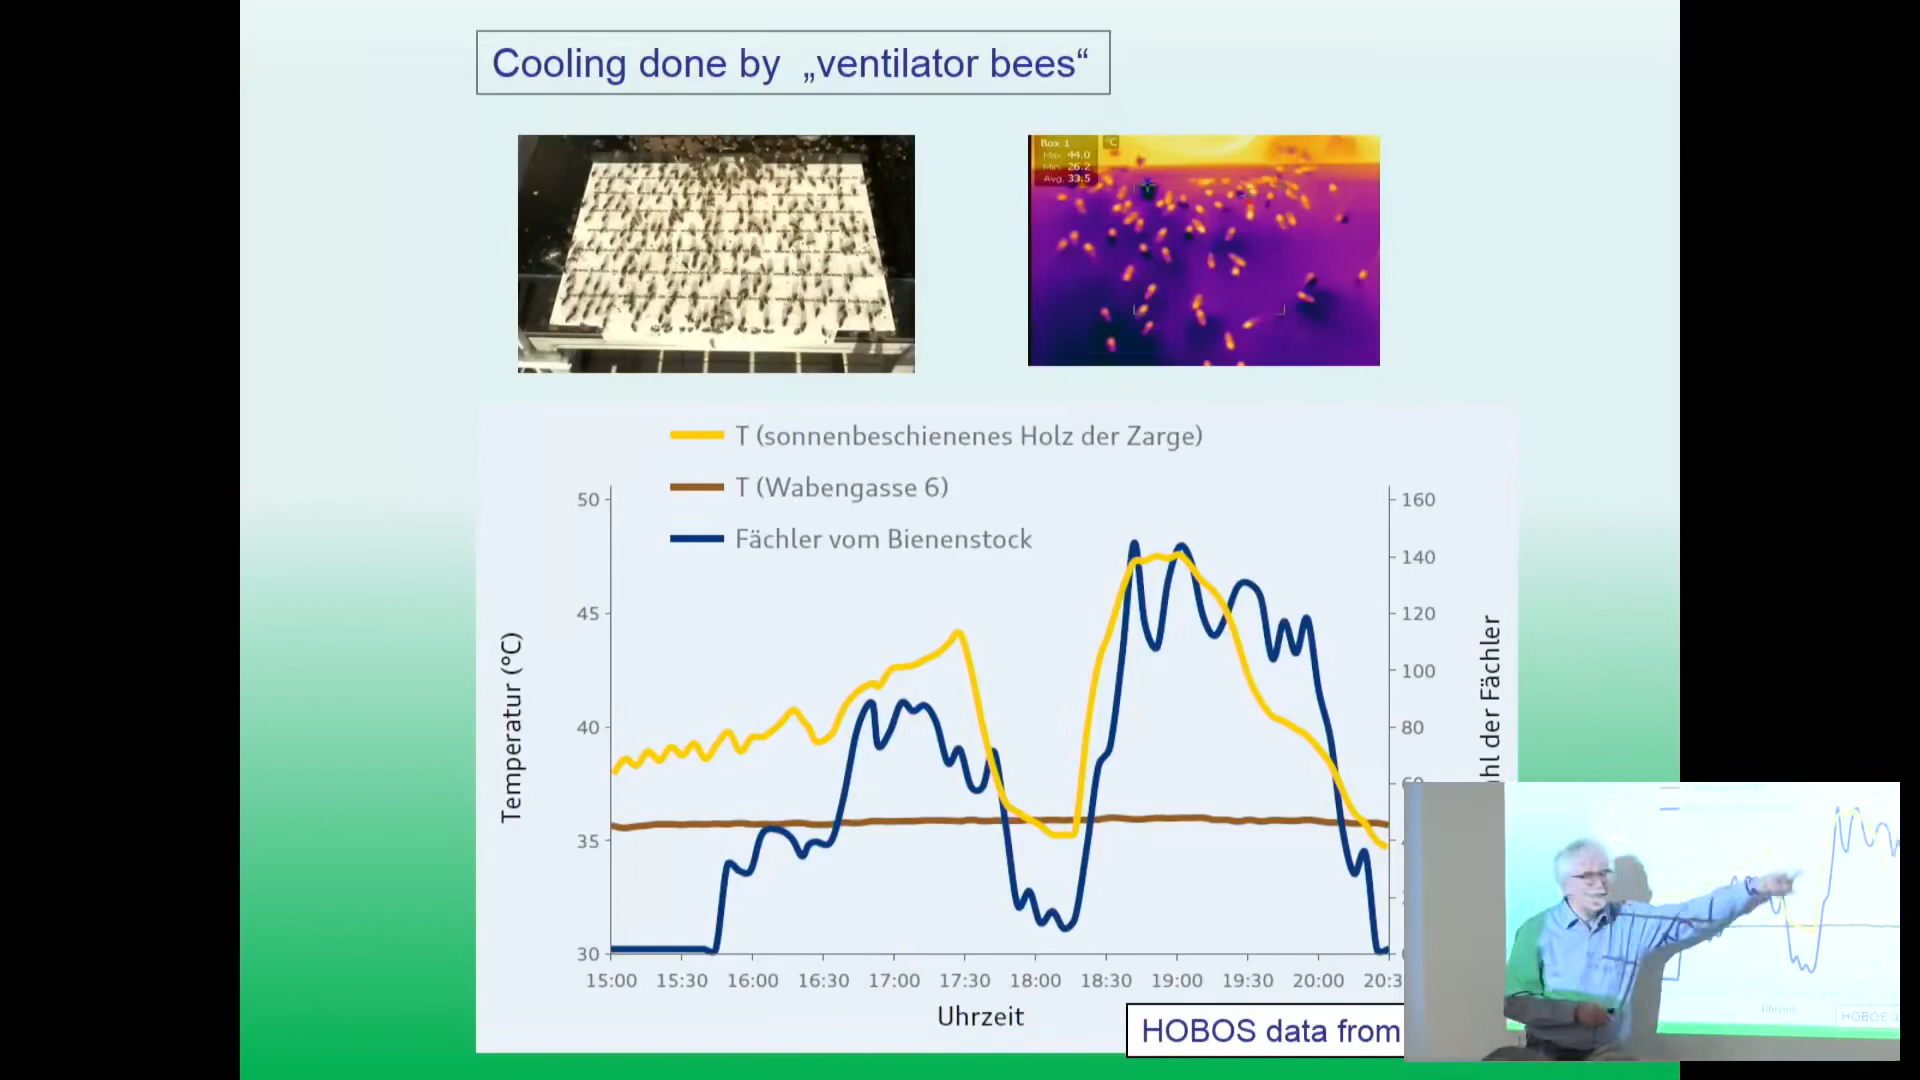 Cooling done by „ventilator bees“
Box 1 °C
Max 44.0
Min 26.2
Avg. 33.5
T (sonnenbeschienenes Holz der Zarge)
T (Wabengasse 6)
Fächler vom Bienenstock
50
45
40
35
30
Temperatur (°C)
160
140
120
100
80
hl der Fächler
15:00 15:30 16:00 16:30 17:00 17:30 18:00 18:30 19:00 19:30 20:00 20:3
Uhrzeit
HOBOS data from
Uhrzeit
HOBOS